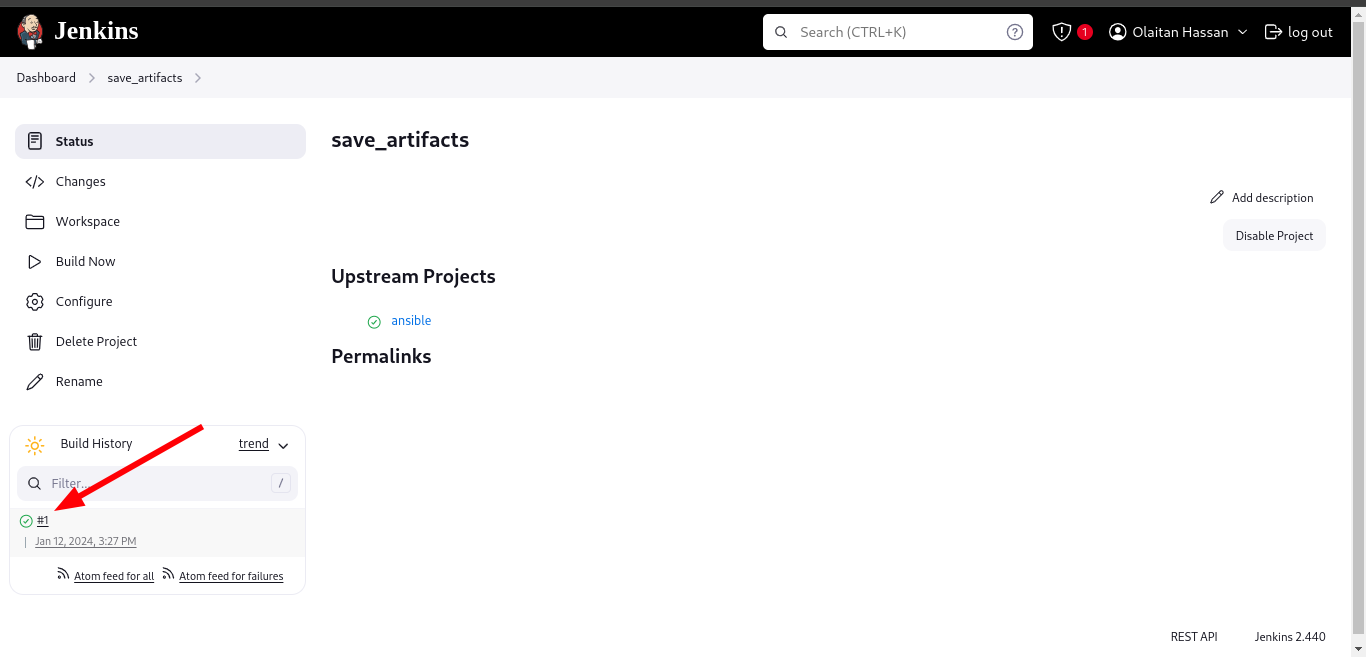 Jenkins
Search (CTRL+K)
?
1
Olaitan Hassan
log out
Dashboard
save_artifacts
Status
Changes
Workspace
Build Now
Configure
Delete Project
Rename
Build History
trend
Filter...
/
#1
Jan 12, 2024, 3:27 PM
Atom feed for all
Atom feed for failures
save_artifacts
Add description
Disable Project
Upstream Projects
ansible
Permalinks
REST API
Jenkins 2.440